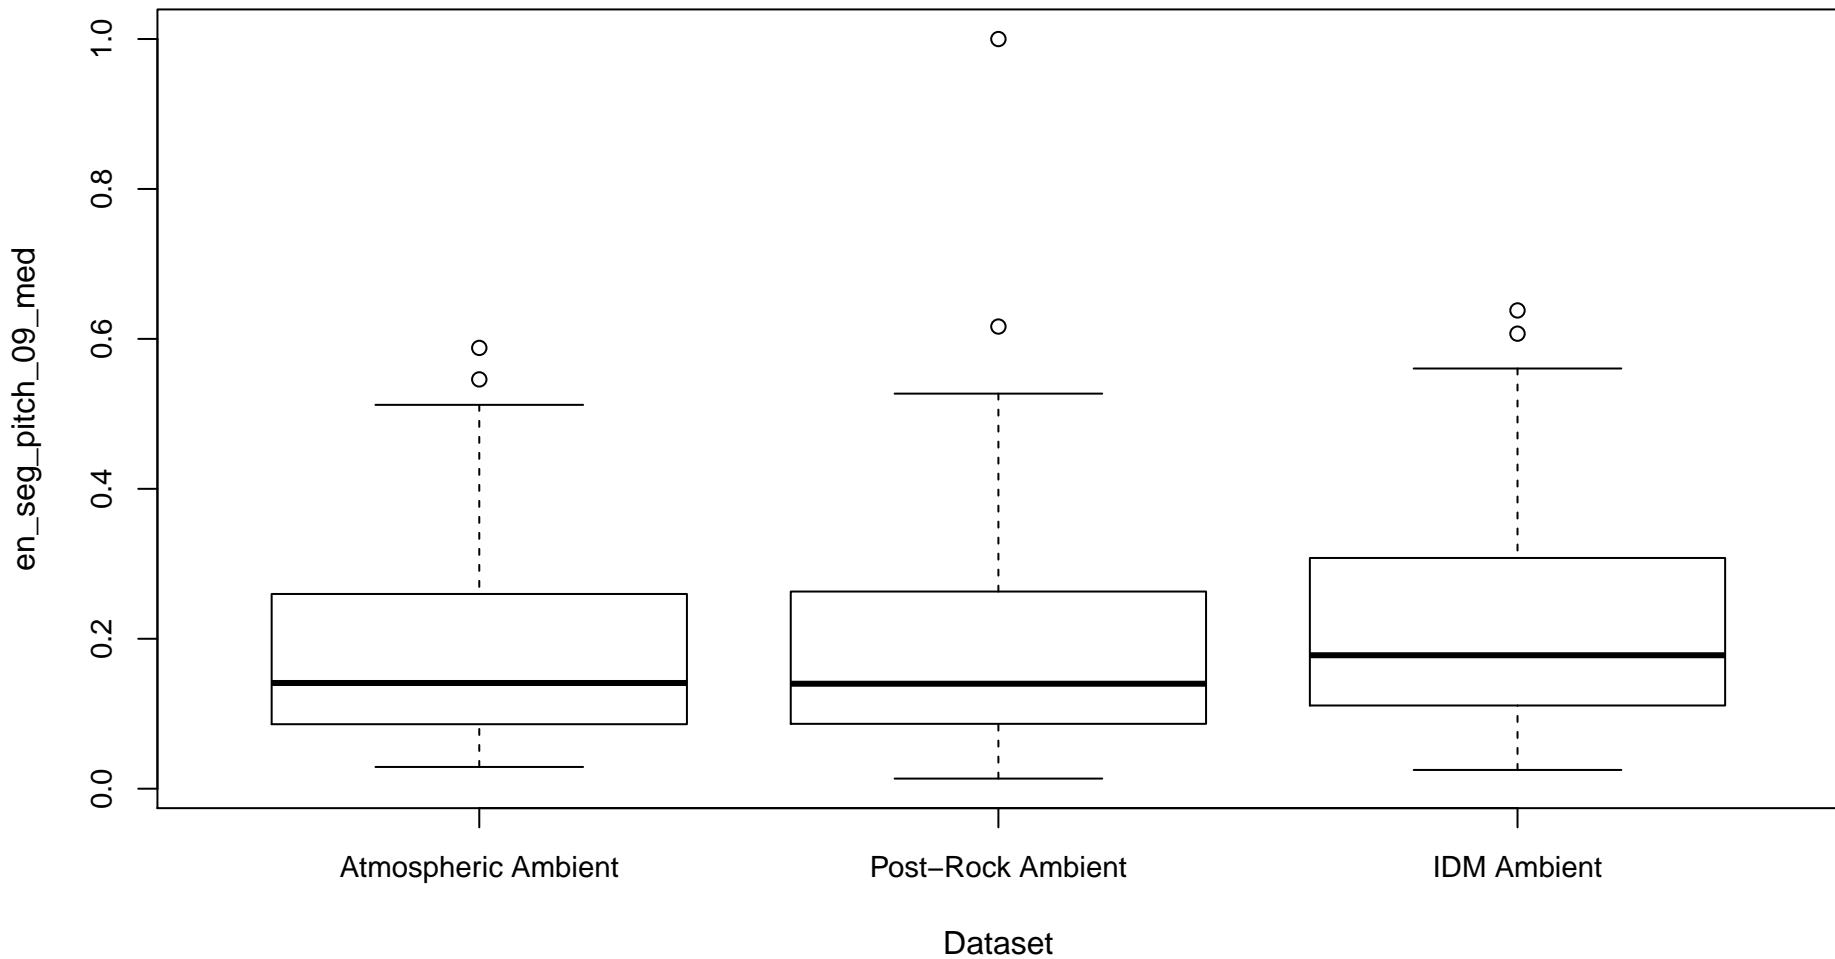 en_seg_pitch_09_med
1.0
0.8
0.6
0.4
0.2
0.0
Atmospheric Ambient
Post−Rock Ambient
IDM Ambient
Dataset